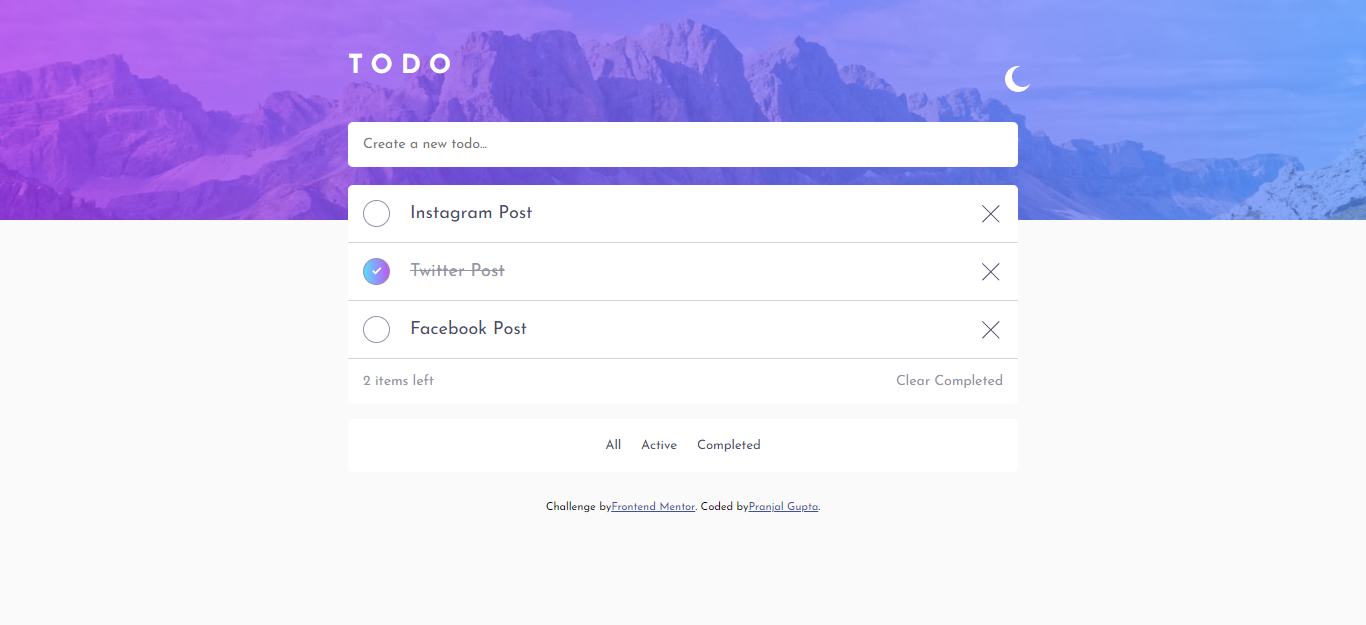 TODO
Create a new todo...
Instagram Post
Twitter Post
Facebook Post
2 items left Clear Completed
All Active Completed
Challenge byFrontend Mentor. Coded byPranjal Gupta.